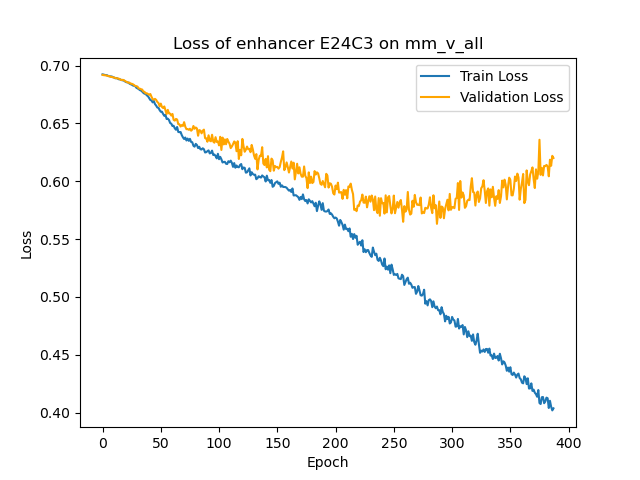 Loss of enhancer E24C3 on mm_v_all
Train Loss
Validation Loss
0.70
0.65
0.60
0.55
0.50
0.45
0.40
Loss
0 50 100 150 200 250 300 350 400
Epoch